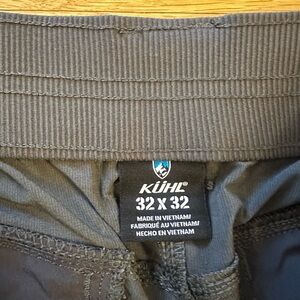 KÜHL
32 X 32
MADE IN VIETNAM/
FABRIQUÉ AU VIETNAM/
HECHO EN VIETNAM